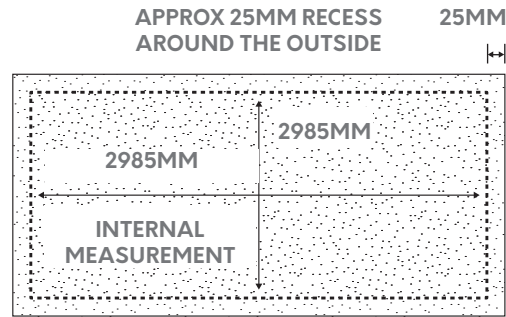 APPROX 25MM RECESS
AROUND THE OUTSIDE
25MM
2985MM
2985MM
INTERNAL
MEASUREMENT